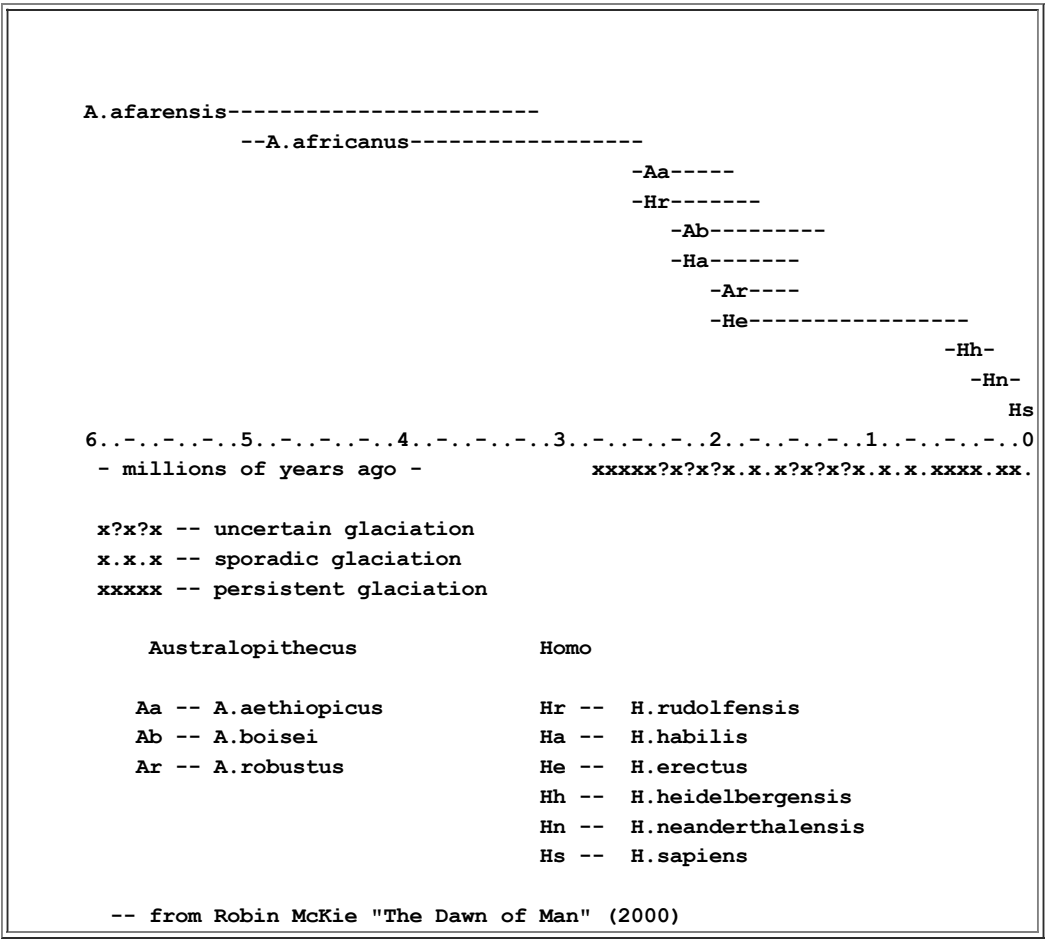 A.afarensis------------------------
--A.africanus------------------
-Aa-----
-Hr-------
-Ab---------
-Ha-------
-Ar----
-He-----------------
-Hh-
-Hn-
Hs
6..-..-..-..5..-..-..-..4..-..-..-..3..-..-..-..2..-..-..-..1..-..-..-..0
- millions of years ago - xxxxx?x?x?x.x.x?x?x?x.x.x.xxxx.xx.
x?x?x -- uncertain glaciation
x.x.x -- sporadic glaciation
xxxxx -- persistent glaciation
Australopithecus Homo
Aa -- A.aethiopicus Hr -- H.rudolfensis
Ab -- A.boisei Ha -- H.habilis
Ar -- A.robustus He -- H.erectus
Hh -- H.heidelbergensis
Hn -- H.neanderthalensis
Hs -- H.sapiens
-- from Robin McKie "The Dawn of Man" (2000)